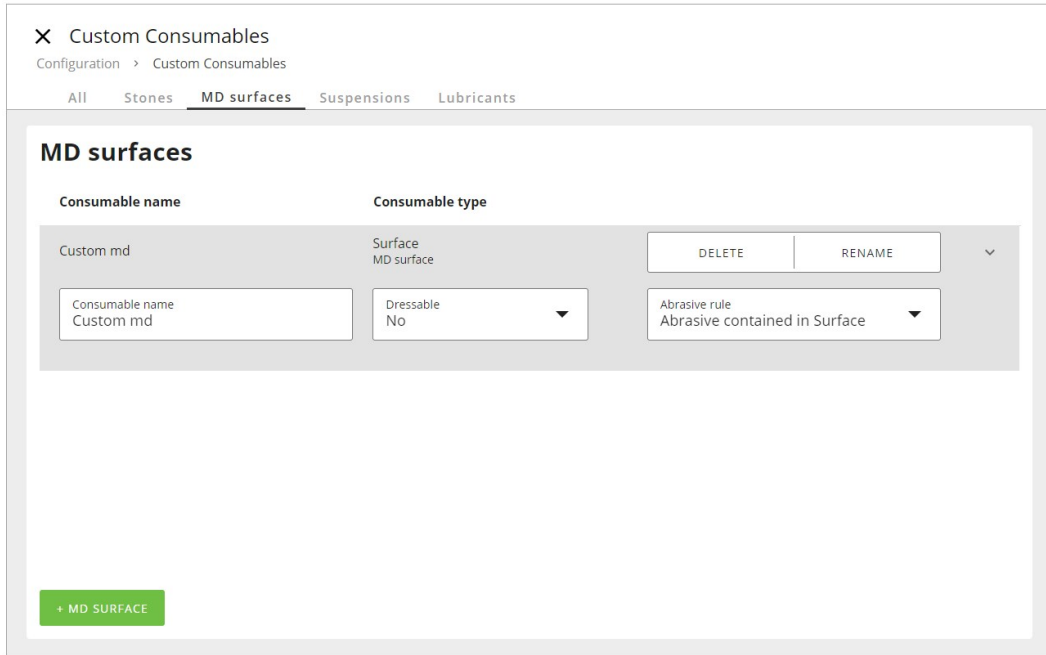 Custom Consumables
Configuration > Custom Consumables
All Stones MD surfaces Suspensions Lubricants
MD surfaces
Consumable name Consumable type
Custom md Surface DELETE RENAME
MD surface
Consumable name Dressable Abrasive rule
Custom md No Abrasive contained in Surface
+ MD SURFACE